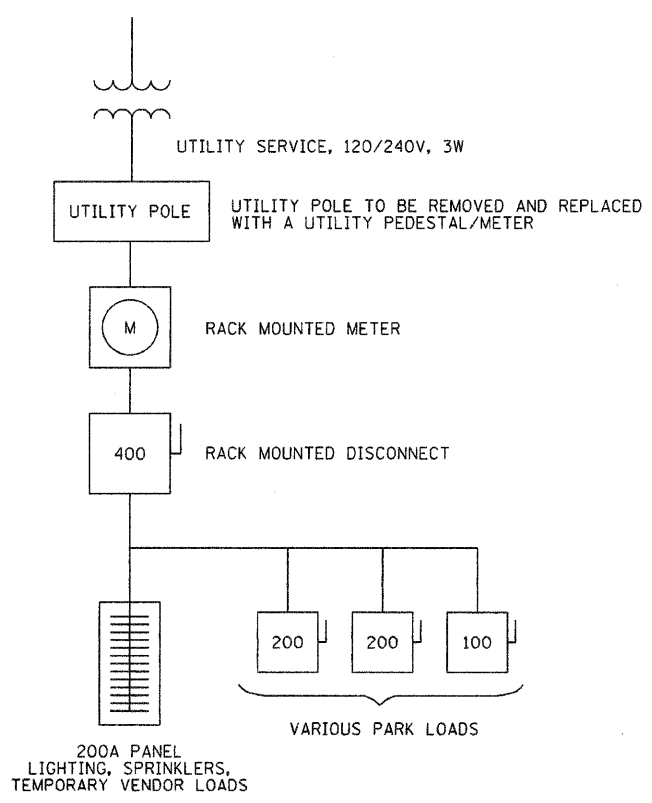 UTILITY SERVICE, 120/240V, 3W
UTILITY POLE
UTILITY POLE TO BE REMOVED AND REPLACED
WITH A UTILITY PEDESTAL/METER
M
RACK MOUNTED METER
400
RACK MOUNTED DISCONNECT
200
200
100
VARIOUS PARK LOADS
200A PANEL
LIGHTING, SPRINKLERS,
TEMPORARY VENDOR LOADS